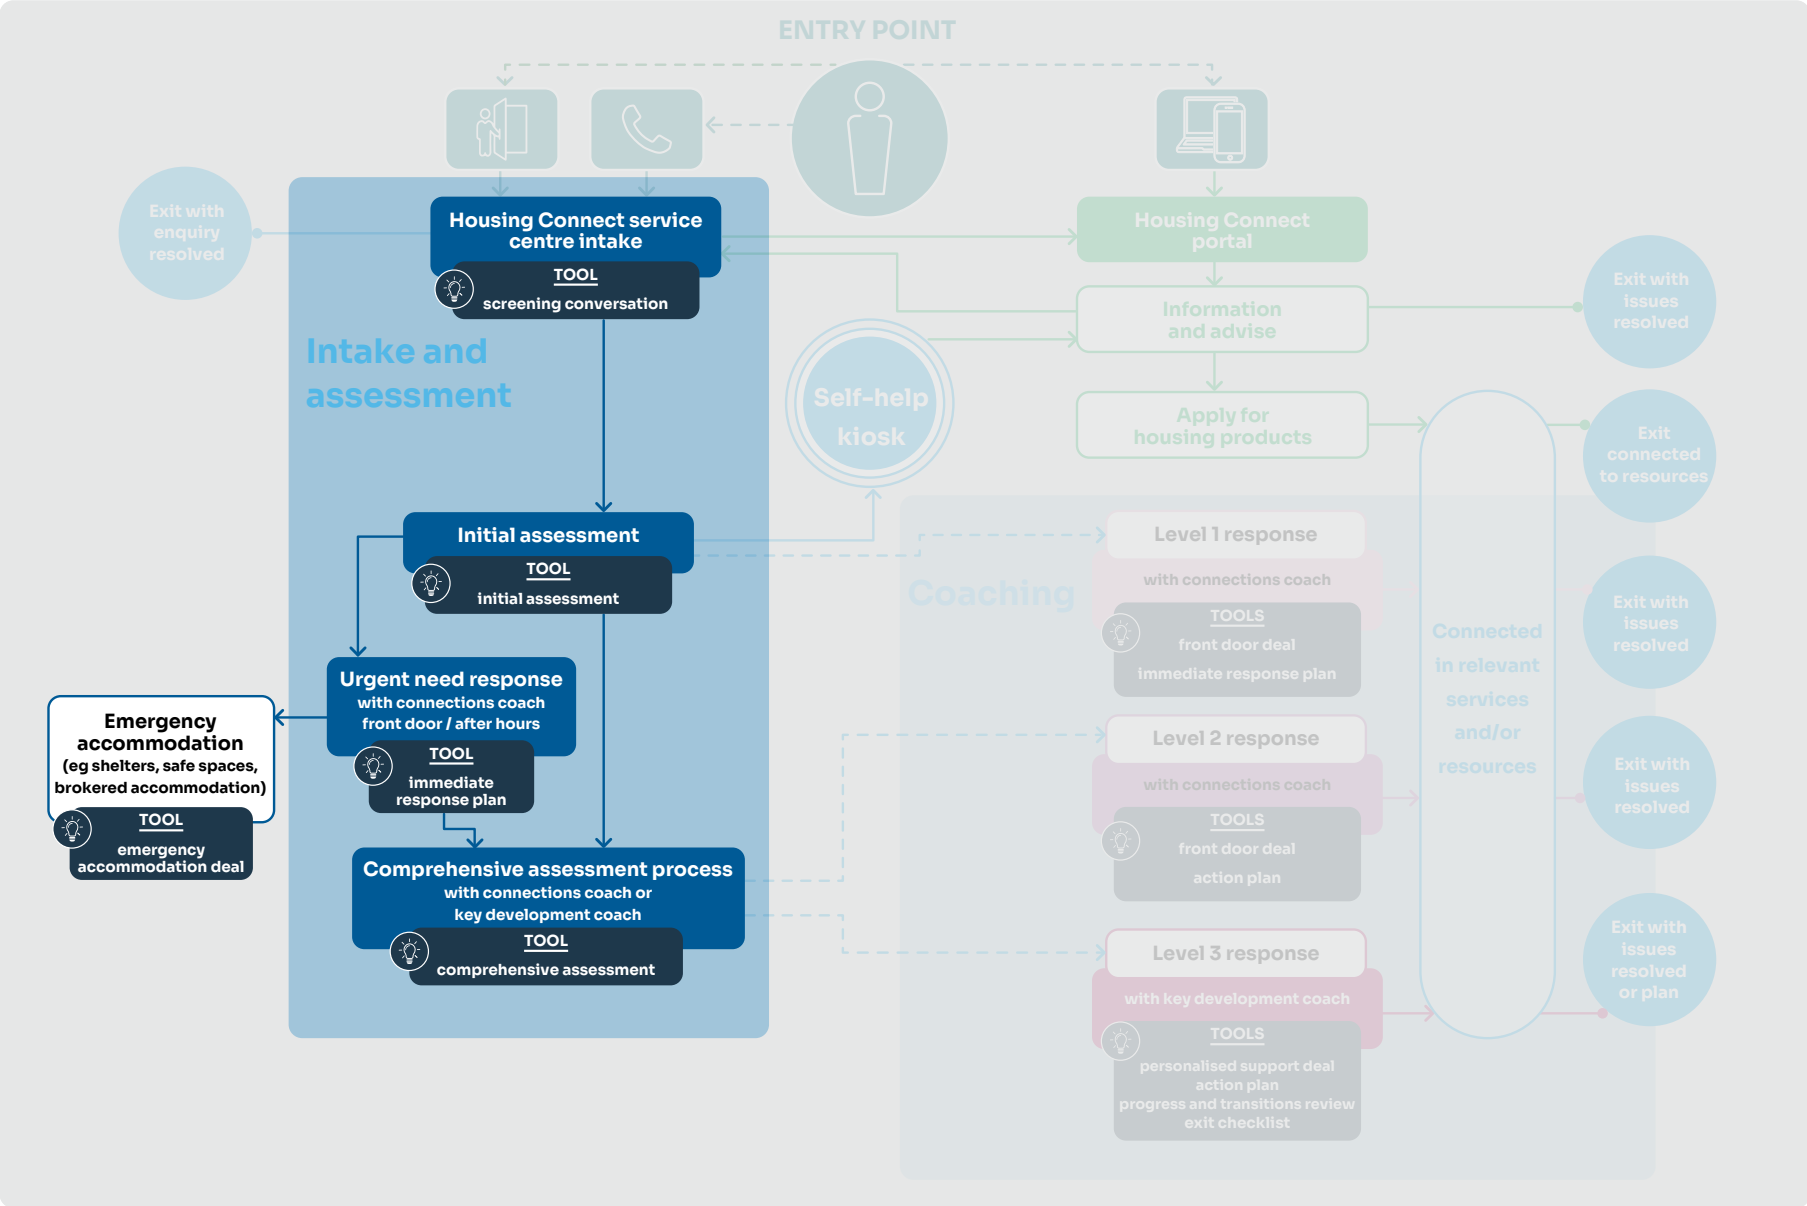 ENTRY POINT
Exit with
enquiry
resolved
Housing Connect service
centre intake
TOOL
screening conversation
Intake and
assessment
Initial assessment
TOOL
initial assessment
Urgent need response
with connections coach
front door / after hours
TOOL
immediate
response plan
Emergency
accommodation
(eg shelters, safe spaces,
brokered accommodation)
TOOL
emergency
accommodation deal
Comprehensive assessment process
with connections coach or
key development coach
TOOL
comprehensive assessment
Self-help
kiosk
Housing Connect
portal
Information
and advise
Apply for
housing products
Coaching
Level 1 response
with connections coach
TOOLS
front door deal
immediate response plan
Level 2 response
with connections coach
TOOLS
front door deal
action plan
Level 3 response
with key development coach
TOOLS
personalised support deal
action plan
progress and transitions review
exit checklist
Connected
in relevant
services
and/or
resources
Exit with
issues
resolved
Exit
connected
to resources
Exit with
issues
resolved
Exit with
issues
resolved
Exit with
issues
resolved
or plan